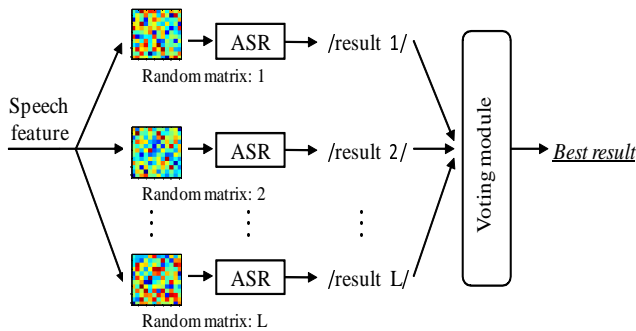 Speech
feature
ASR
/result 1/
Random matrix: 1
ASR
/result 2/
Random matrix: 2
ASR
/result L/
Random matrix: L
Voting module
Best result